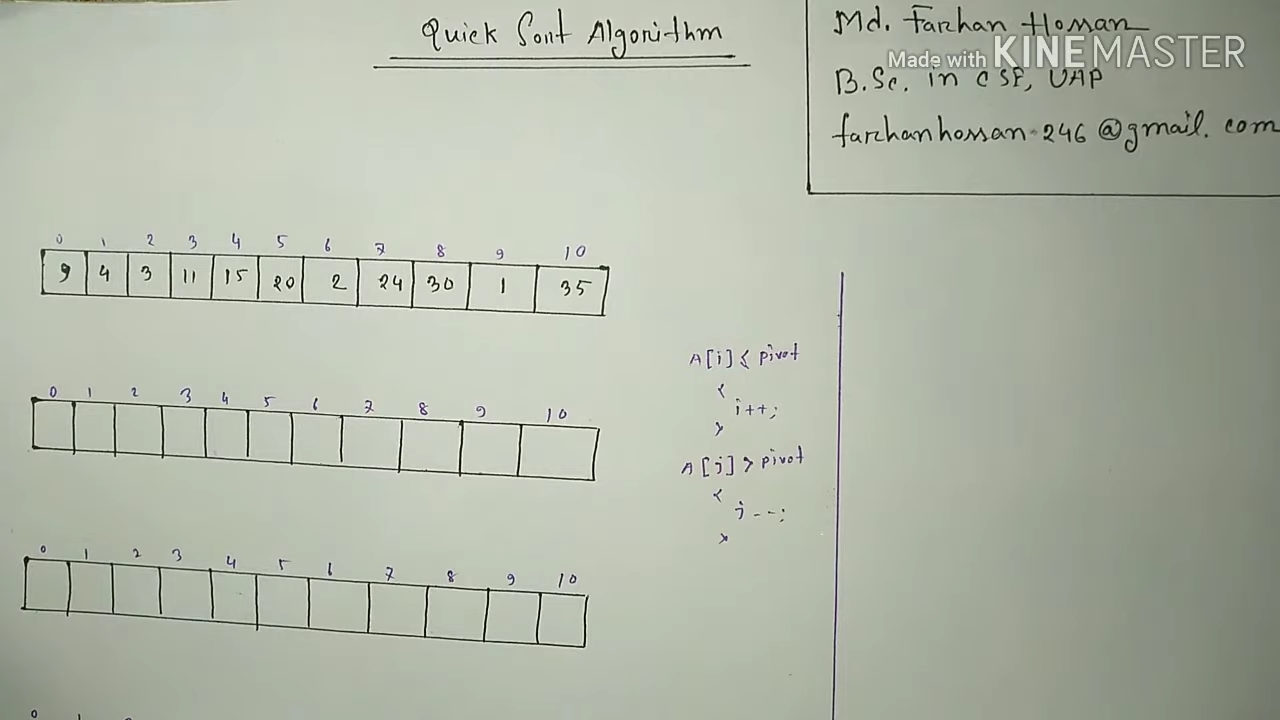 Quick Sort Algorithm
Md. Farhan Hossan
Made with KINEMASTER
B.Sc. in CSE, UAP
farhanhossan.246@gmail.com
0 1 2 3 4 5 6 7 8 9 10
9 4 3 11 15 20 2 24 30 1 35
A[i] ≤ pivot
{
i++;
}
0 1 2 3 4 5 6 7 8 9 10
A[j] > pivot
{
j--;
}
0 1 2 3 4 5 6 7 8 9 10
0 1